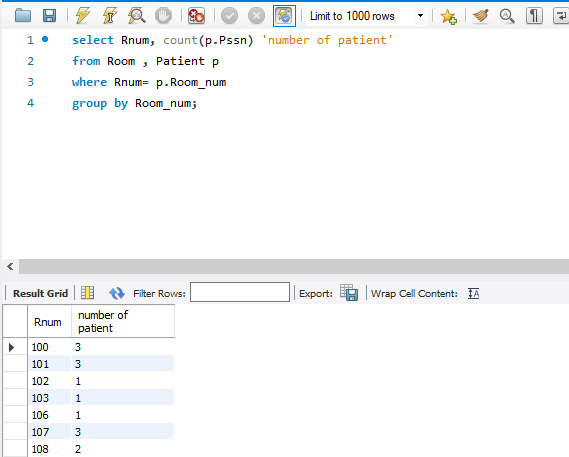 Limit to 1000 rows
1 select Rnum, count(p.Pssn) 'number of patient'
2 from Room , Patient p
3 where Rnum= p.Room_num
4 group by Room_num;
Result Grid Filter Rows: Export: Wrap Cell Content:
Rnum number of patient
100 3
101 3
102 1
103 1
106 1
107 3
108 2